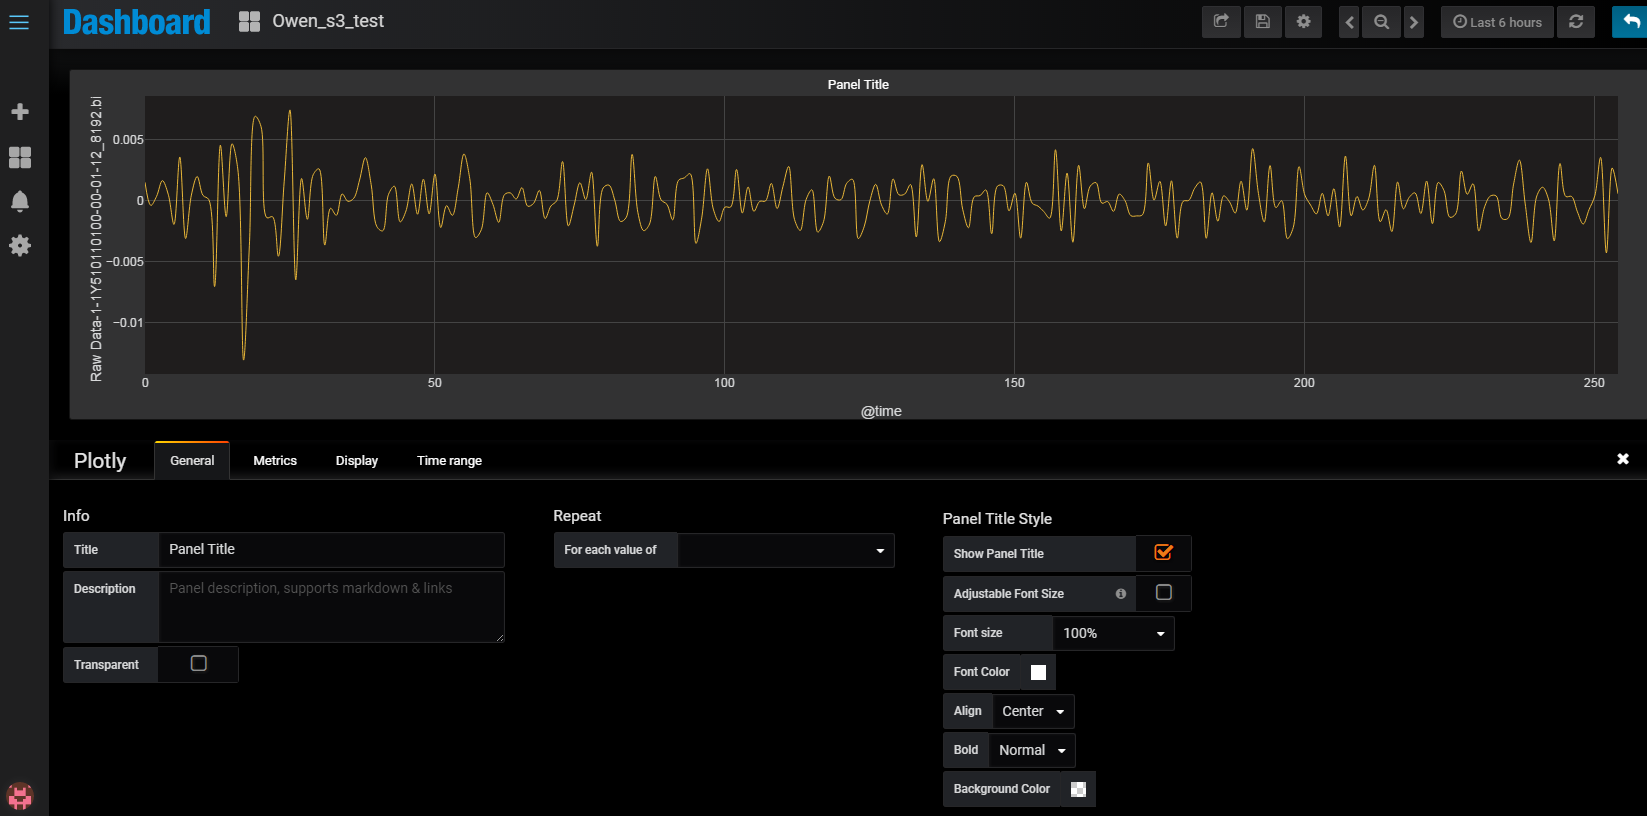 Dashboard
Owen_s3_test
Last 6 hours
Panel Title
Raw Data-1-1Y510110100-00-01-12_8192.bi
0.005
0
−0.005
−0.01
0
50
100
150
200
250
@time
Plotly
General
Metrics
Display
Time range
Info
Title
Panel Title
Description
Panel description, supports markdown & links
Transparent
Repeat
For each value of
Panel Title Style
Show Panel Title
Adjustable Font Size
Font size
100%
Font Color
Align
Center
Bold
Normal
Background Color